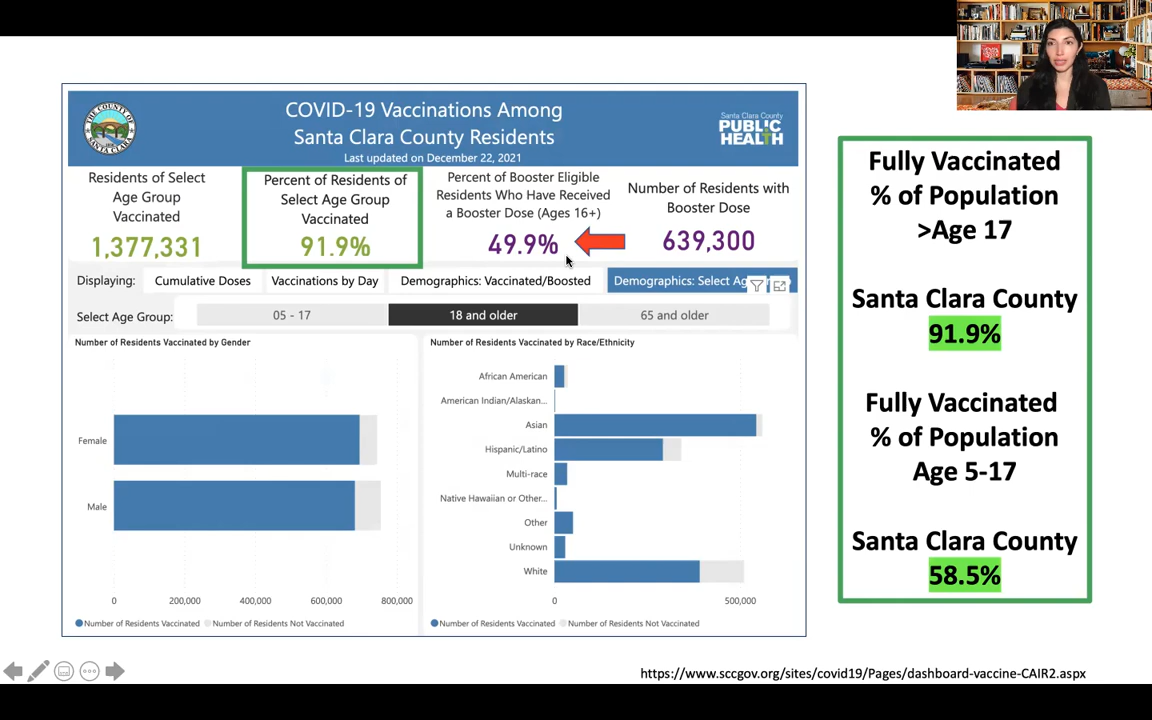 THE COUNTY OF
SANTA CLARA
COVID-19 Vaccinations Among
Santa Clara County Residents
Last updated on December 22, 2021
Santa Clara County
PUBLIC
HEALTH
Residents of Select
Age Group
Vaccinated
1,377,331
Percent of Residents of
Select Age Group
Vaccinated
91.9%
Percent of Booster Eligible
Residents Who Have Received
a Booster Dose (Ages 16+)
49.9%
Number of Residents with
Booster Dose
639,300
Displaying:
Cumulative Doses
Vaccinations by Day
Demographics: Vaccinated/Boosted
Demographics: Select Ag
Select Age Group:
05 - 17
18 and older
65 and older
Number of Residents Vaccinated by Gender
Female
Male
0
200,000
400,000
600,000
800,000
Number of Residents Vaccinated
Number of Residents Not Vaccinated
Number of Residents Vaccinated by Race/Ethnicity
African American
American Indian/Alaskan...
Asian
Hispanic/Latino
Multi-race
Native Hawaiian or Other...
Other
Unknown
White
0
500,000
Number of Residents Vaccinated
Number of Residents Not Vaccinated
Fully Vaccinated
% of Population
>Age 17
Santa Clara County
91.9%
Fully Vaccinated
% of Population
Age 5-17
Santa Clara County
58.5%
https://www.sccgov.org/sites/covid19/Pages/dashboard-vaccine-CAIR2.aspx